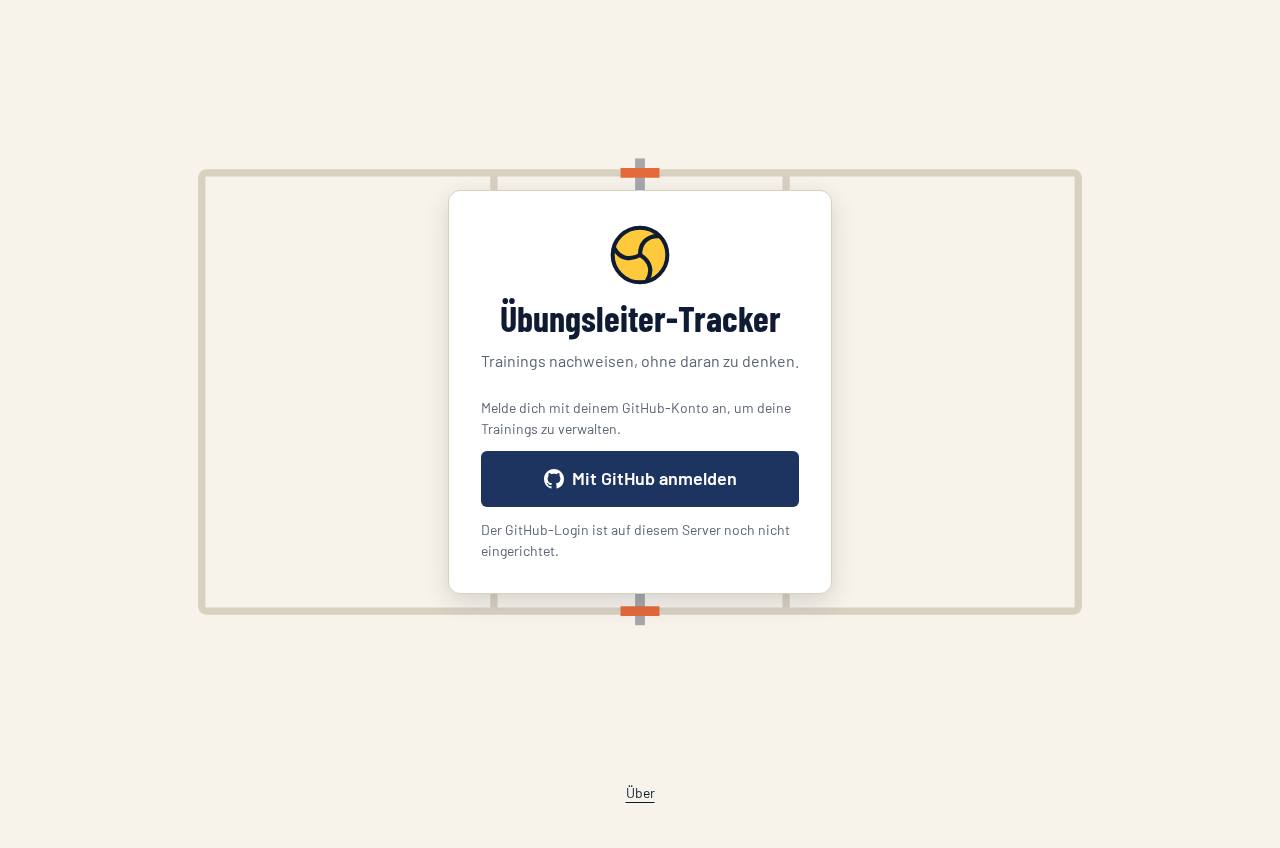 Übungsleiter-Tracker
Trainings nachweisen, ohne daran zu denken.
Melde dich mit deinem GitHub-Konto an, um deine
Trainings zu verwalten.
Mit GitHub anmelden
Der GitHub-Login ist auf diesem Server noch nicht
eingerichtet.
Über